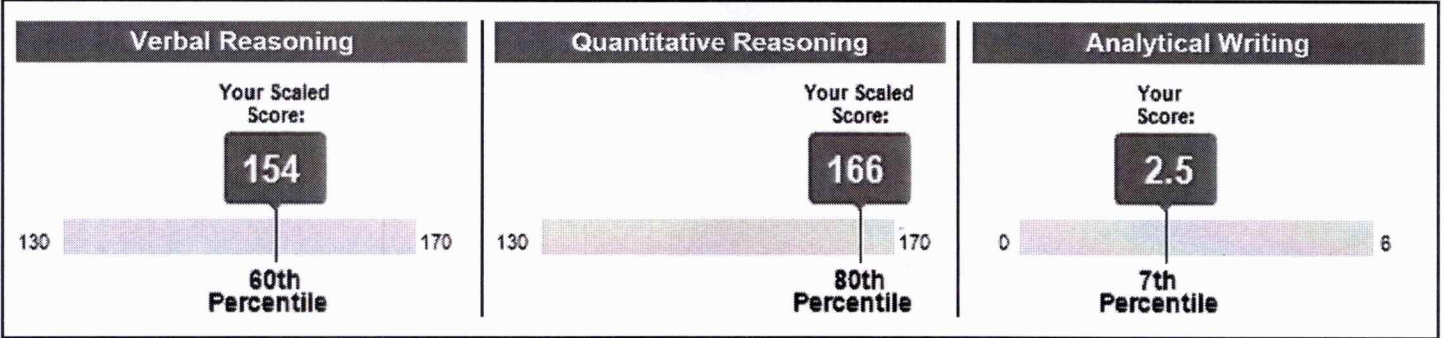 Verbal Reasoning
Your Scaled
Score:
154
130
170
60th
Percentile
Quantitative Reasoning
Your Scaled
Score:
166
130
170
80th
Percentile
Analytical Writing
Your
Score:
2.5
0
6
7th
Percentile